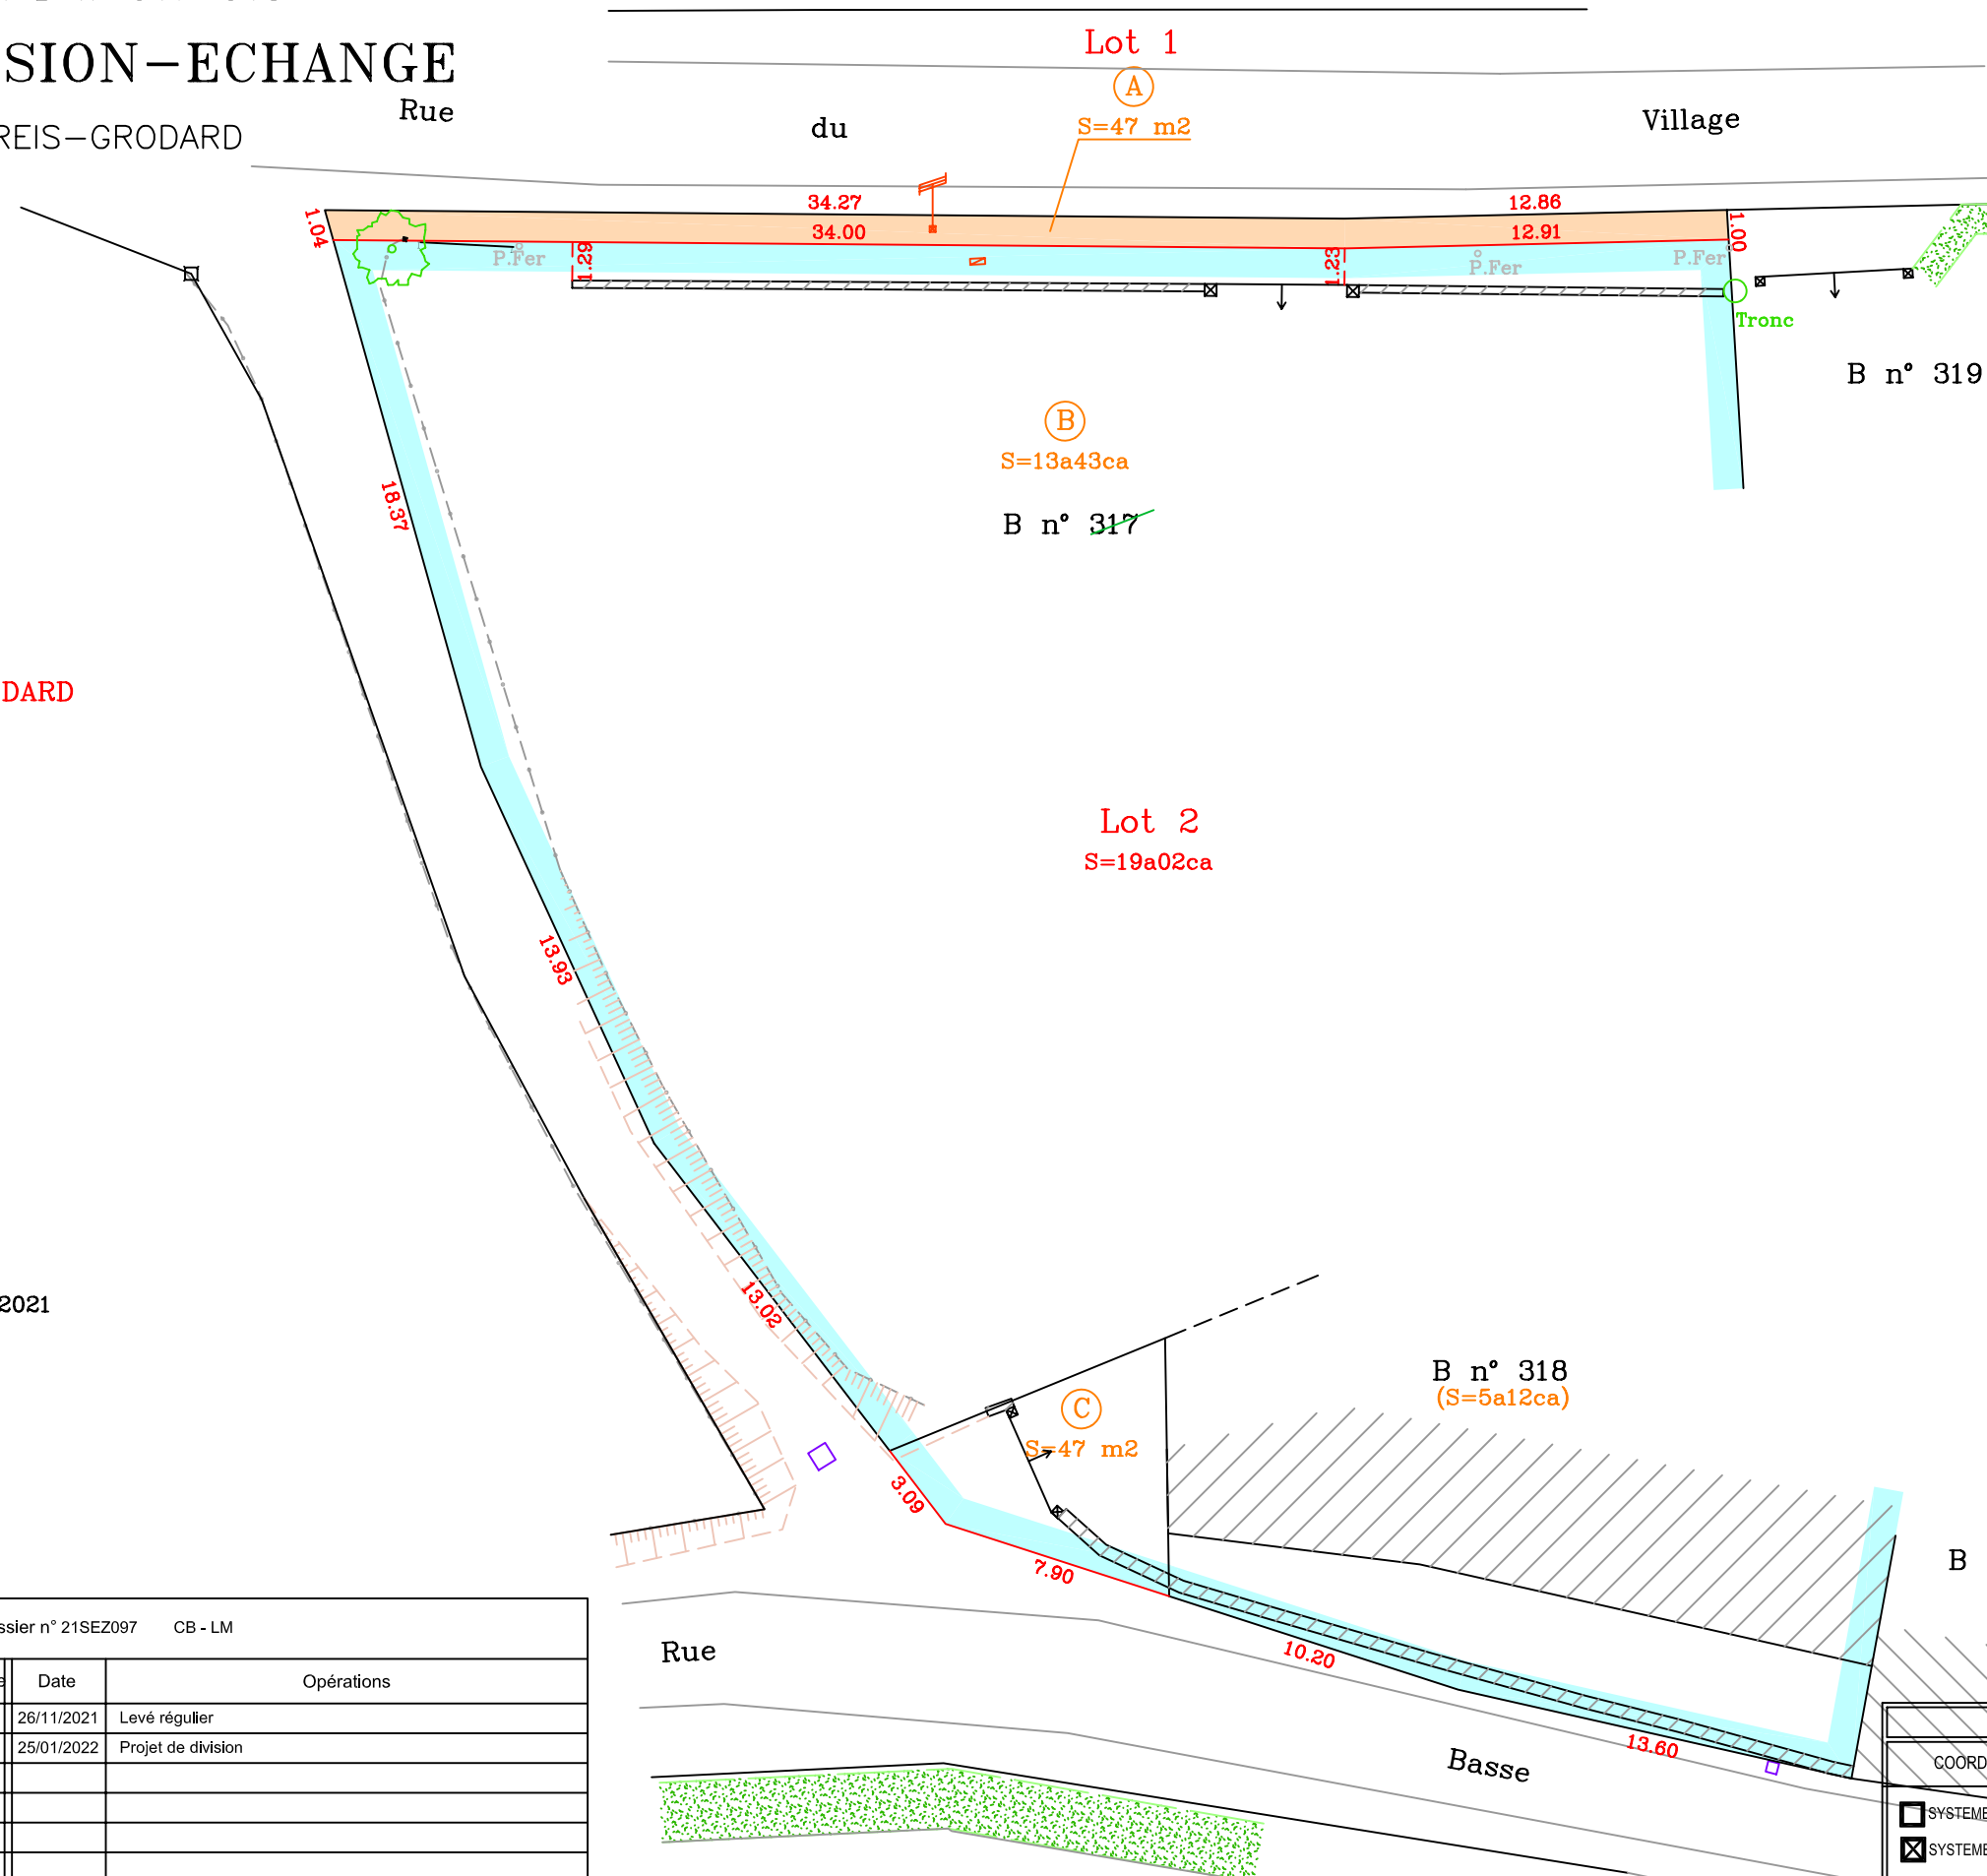 SION-ECHANGE
REIS-GRODARD
Lot 1
A
S=47 m2
Rue du Village
34.27
12.86
1.04
34.00
12.91
1.00
P.Fer
1.29
1.23
P.Fer
P.Fer
Tronc
B n° 319
B
S=13a43ca
B n° 317
18.37
DARD
Lot 2
S=19a02ca
13.93
2021
13.02
B n° 318
(S=5a12ca)
C
S=47 m2
3.09
7.90
B
10.20
13.60
Rue Basse
ssier n° 21SEZ097 CB - LM
Date Opérations
26/11/2021 Levé régulier
25/01/2022 Projet de division
COORD
SYSTEME
SYSTEME